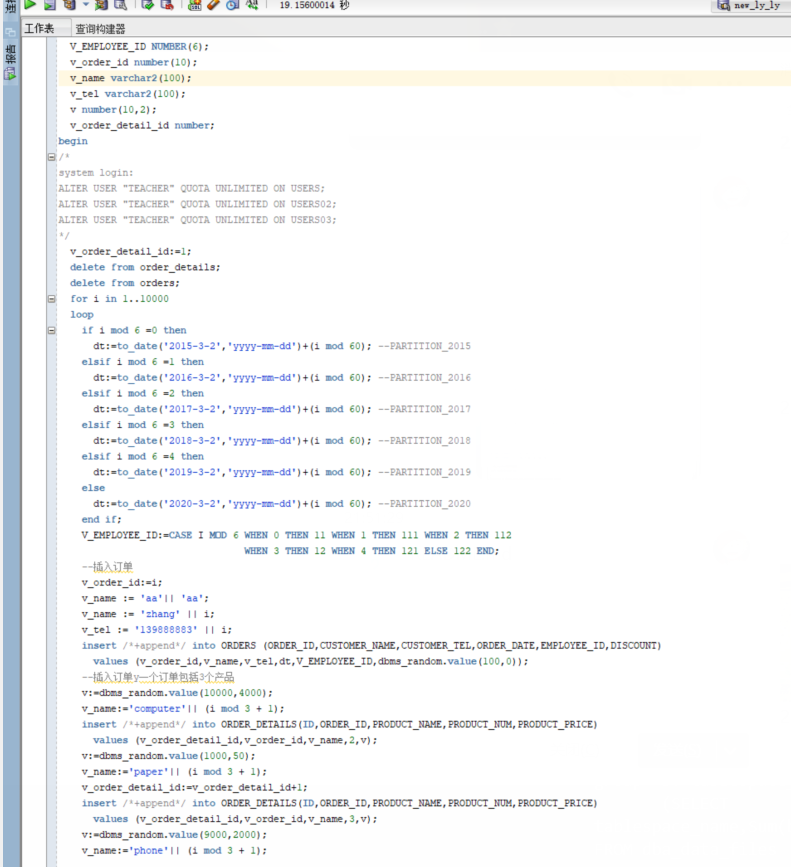 19.15600014 秒
new_ly_ly
工作表 查询构建器
报告
V_EMPLOYEE_ID NUMBER(6);
v_order_id number(10);
v_name varchar2(100);
v_tel varchar2(100);
v number(10,2);
v_order_detail_id number;
begin
/*
system login:
ALTER USER "TEACHER" QUOTA UNLIMITED ON USERS;
ALTER USER "TEACHER" QUOTA UNLIMITED ON USERS02;
ALTER USER "TEACHER" QUOTA UNLIMITED ON USERS03;
*/
v_order_detail_id:=1;
delete from order_details;
delete from orders;
for i in 1..10000
loop
if i mod 6 =0 then
dt:=to_date('2015-3-2','yyyy-mm-dd')+(i mod 60); --PARTITION_2015
elsif i mod 6 =1 then
dt:=to_date('2016-3-2','yyyy-mm-dd')+(i mod 60); --PARTITION_2016
elsif i mod 6 =2 then
dt:=to_date('2017-3-2','yyyy-mm-dd')+(i mod 60); --PARTITION_2017
elsif i mod 6 =3 then
dt:=to_date('2018-3-2','yyyy-mm-dd')+(i mod 60); --PARTITION_2018
elsif i mod 6 =4 then
dt:=to_date('2019-3-2','yyyy-mm-dd')+(i mod 60); --PARTITION_2019
else
dt:=to_date('2020-3-2','yyyy-mm-dd')+(i mod 60); --PARTITION_2020
end if;
V_EMPLOYEE_ID:=CASE I MOD 6 WHEN 0 THEN 11 WHEN 1 THEN 111 WHEN 2 THEN 112
WHEN 3 THEN 12 WHEN 4 THEN 121 ELSE 122 END;
--插入订单
v_order_id:=i;
v_name := 'aa'|| 'aa';
v_name := 'zhang' || i;
v_tel := '139888883' || i;
insert /*+append*/ into ORDERS (ORDER_ID,CUSTOMER_NAME,CUSTOMER_TEL,ORDER_DATE,EMPLOYEE_ID,DISCOUNT)
values (v_order_id,v_name,v_tel,dt,V_EMPLOYEE_ID,dbms_random.value(100,0));
--插入订单y一个订单包括3个产品
v:=dbms_random.value(10000,4000);
v_name:='computer'|| (i mod 3 + 1);
insert /*+append*/ into ORDER_DETAILS(ID,ORDER_ID,PRODUCT_NAME,PRODUCT_NUM,PRODUCT_PRICE)
values (v_order_detail_id,v_order_id,v_name,2,v);
v:=dbms_random.value(1000,50);
v_name:='paper'|| (i mod 3 + 1);
v_order_detail_id:=v_order_detail_id+1;
insert /*+append*/ into ORDER_DETAILS(ID,ORDER_ID,PRODUCT_NAME,PRODUCT_NUM,PRODUCT_PRICE)
values (v_order_detail_id,v_order_id,v_name,3,v);
v:=dbms_random.value(9000,2000);
v_name:='phone'|| (i mod 3 + 1);